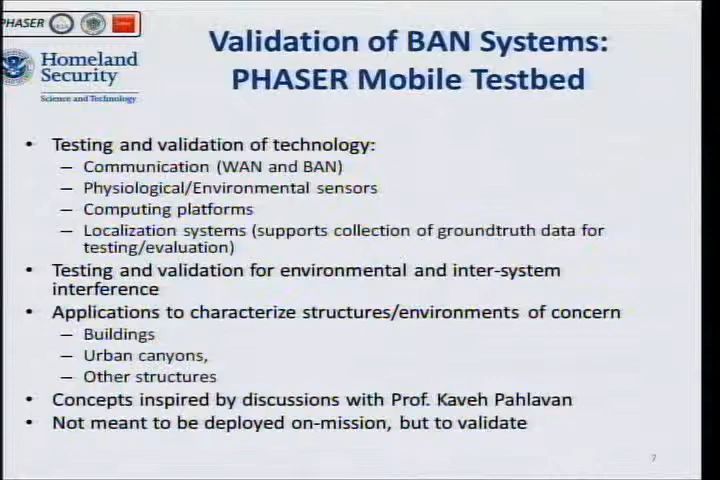 PHASER
Homeland
Security
Science and Technology
Validation of BAN Systems:
PHASER Mobile Testbed
• Testing and validation of technology:
– Communication (WAN and BAN)
– Physiological/Environmental sensors
– Computing platforms
– Localization systems (supports collection of groundtruth data for
testing/evaluation)
• Testing and validation for environmental and inter-system
interference
• Applications to characterize structures/environments of concern
– Buildings
– Urban canyons,
– Other structures
• Concepts inspired by discussions with Prof. Kaveh Pahlavan
• Not meant to be deployed on-mission, but to validate
7